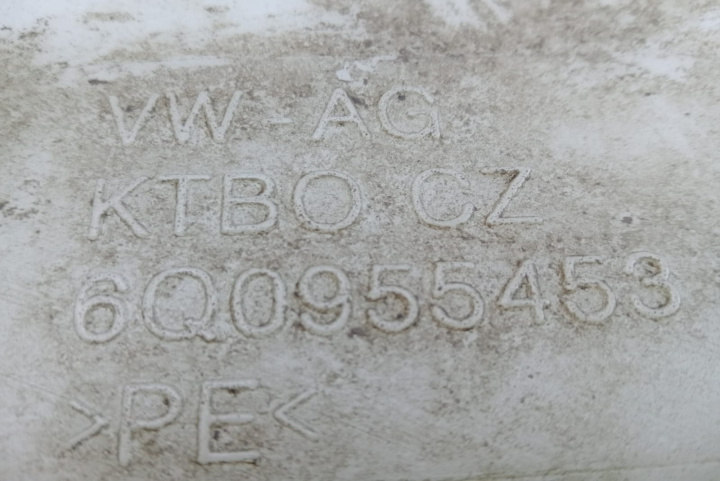 VW-AG
KTBO CZ
6Q0955453
>PE<